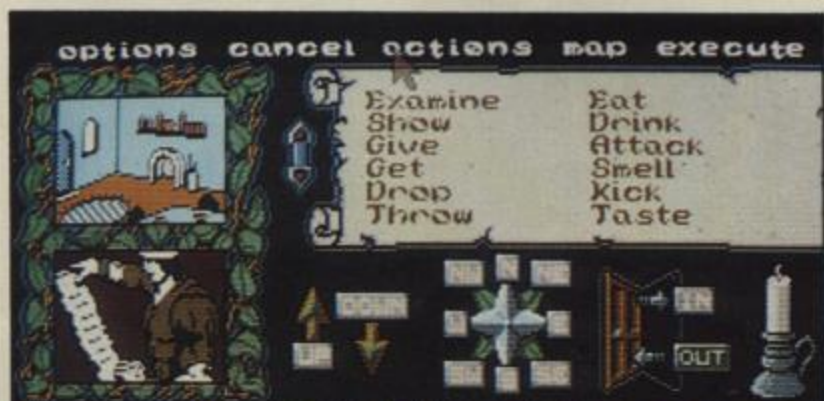 options cancel actions map execute
Examine Eat
Show Drink
Give Attack
Get Smell
Drop Kick
Throw Taste
DOWN
UP
N
IN
OUT